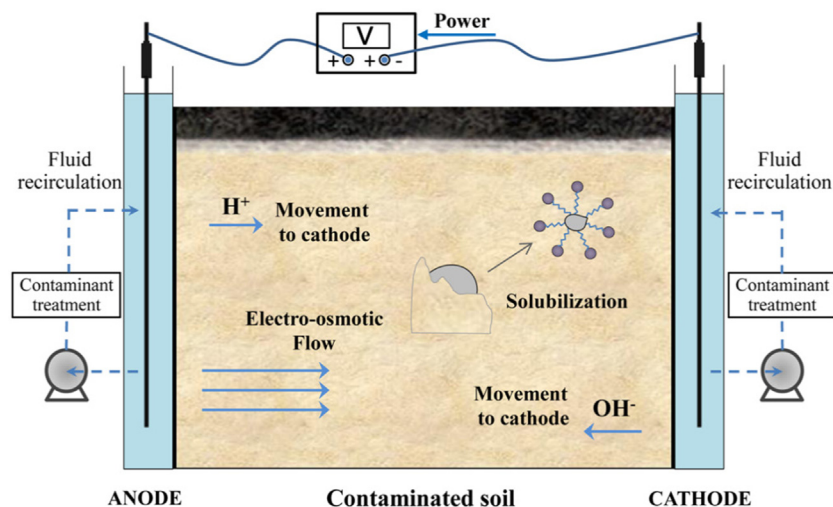 Power
V
+ + -
Fluid
recirculation
Contaminant
treatment
H⁺
Movement
to cathode
Solubilization
Electro-osmotic
Flow
Movement
to cathode
OH⁻
Fluid
recirculation
Contaminant
treatment
ANODE
Contaminated soil
CATHODE